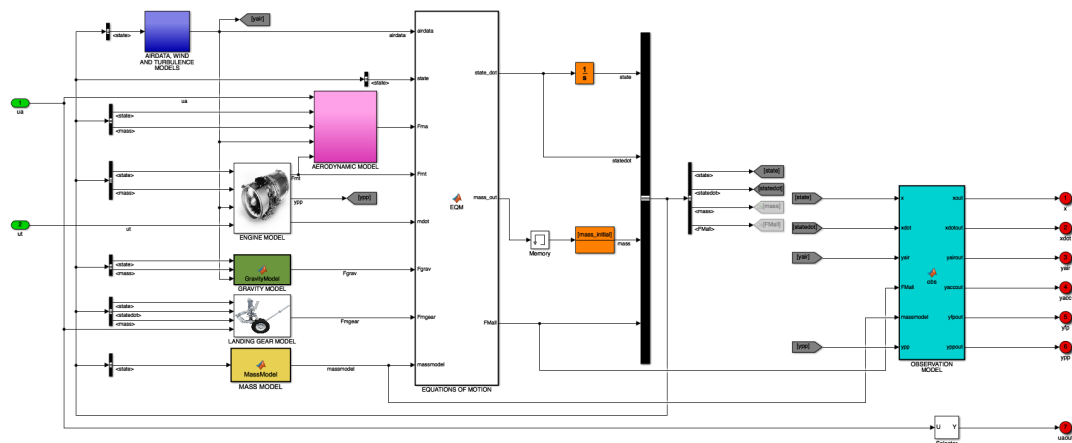 [yair]
<state>
AIRDATA, WIND
AND TURBULENCE
MODELS
airdata
airdata
<state>
state
1
ua
ua
<state>
<mass>
AERODYNAMIC MODEL
Fma
<state>
<mass>
Fmt
ypp
[ypp]
ENGINE MODEL
Fmt
2
ut
ut
mdot
<state>
<mass>
GravityModel
GRAVITY MODEL
Fgrav
Fgrav
<state>
<statedot>
<mass>
LANDING GEAR MODEL
Fmgear
Fmgear
<state>
MassModel
MASS MODEL
massmodel
massmodel
state_dot
EQM
mass_out
FMall
EQUATIONS OF MOTION
1
s
state
statedot
Memory
[mass_initial]
mass
<state>
<statedot>
<mass>
<FMall>
[state]
[statedot]
[mass]
[FMall]
[state]
[statedot]
[yair]
[ypp]
x
xdot
yair
FMall
massmodel
ypp
obs
xout
xdotout
yairout
yaccout
yfpout
yppout
OBSERVATION
MODEL
x
xdot
yair
yacc
yfp
ypp
U Y
uaout